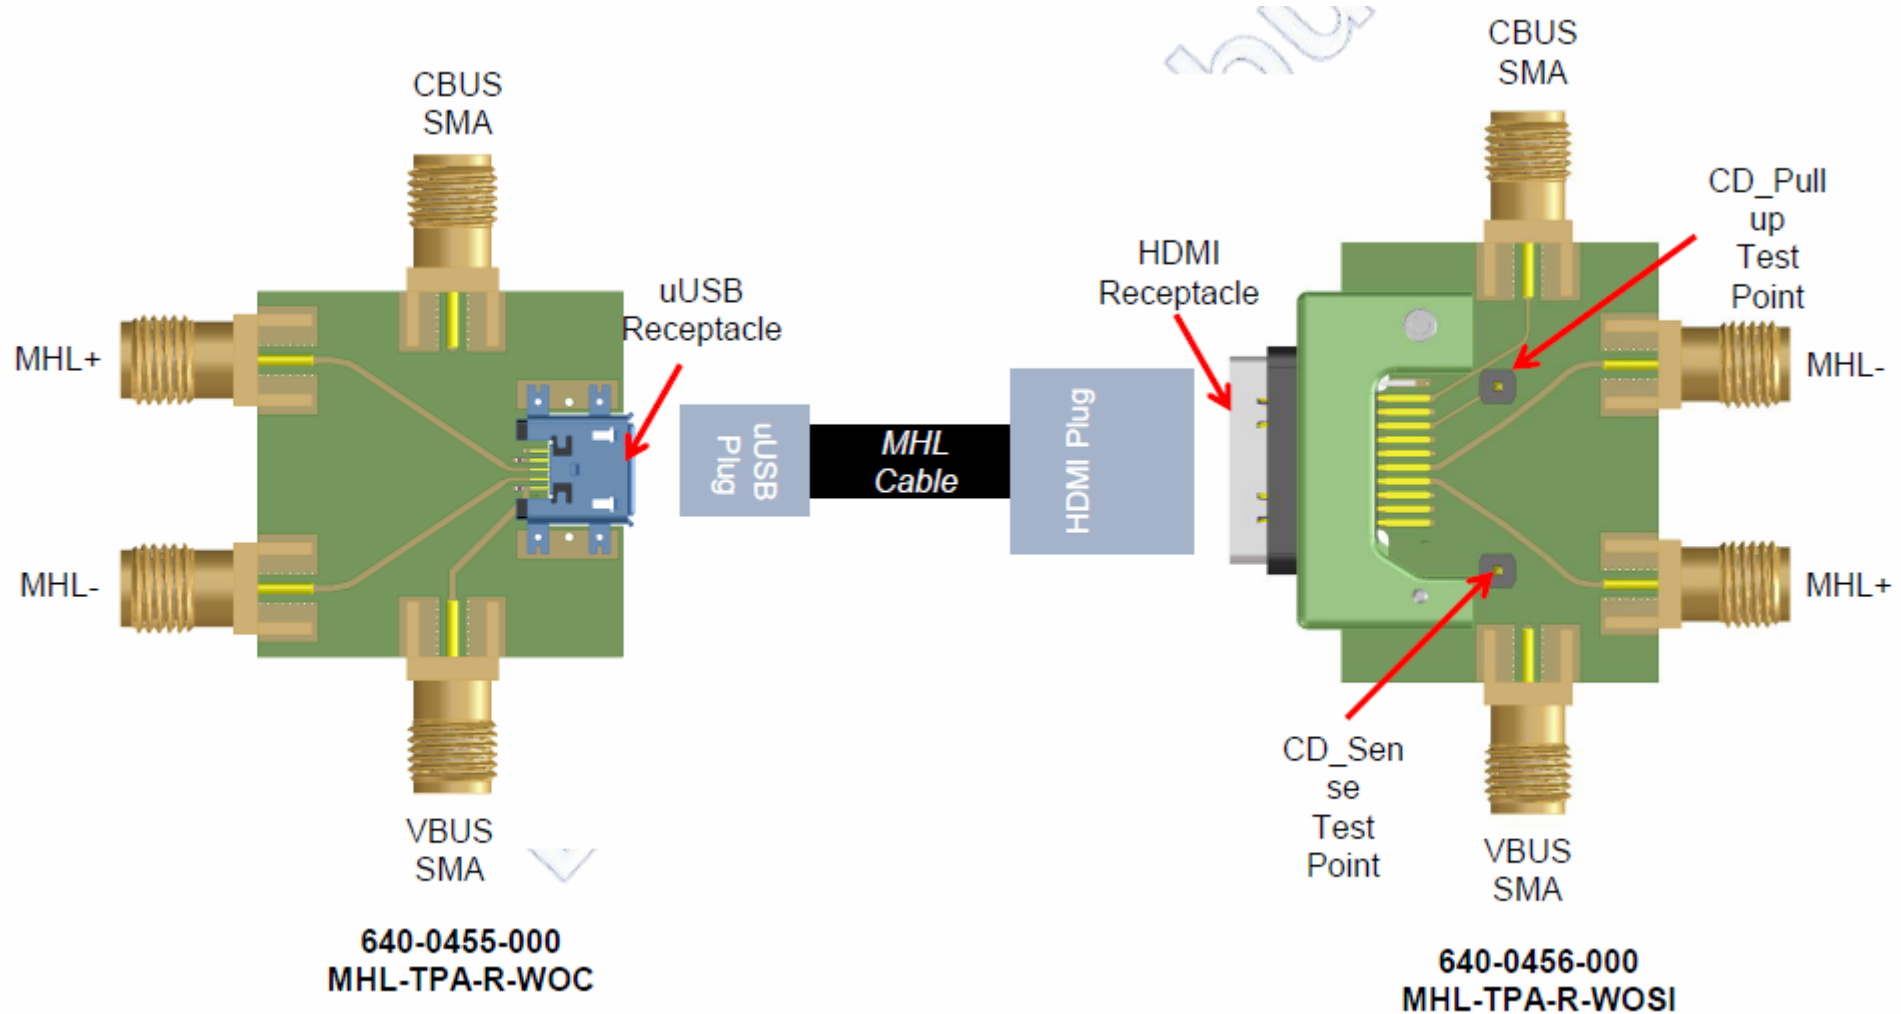 CBUS
SMA
MHL+
MHL-
uUSB
Receptacle
VBUS
SMA
640-0455-000
MHL-TPA-R-WOC
uUSB
Plug
MHL
Cable
HDMI Plug
HDMI
Receptacle
CBUS
SMA
CD_Pull
up
Test
Point
MHL-
MHL+
CD_Sen
se
Test
Point
VBUS
SMA
640-0456-000
MHL-TPA-R-WOSI